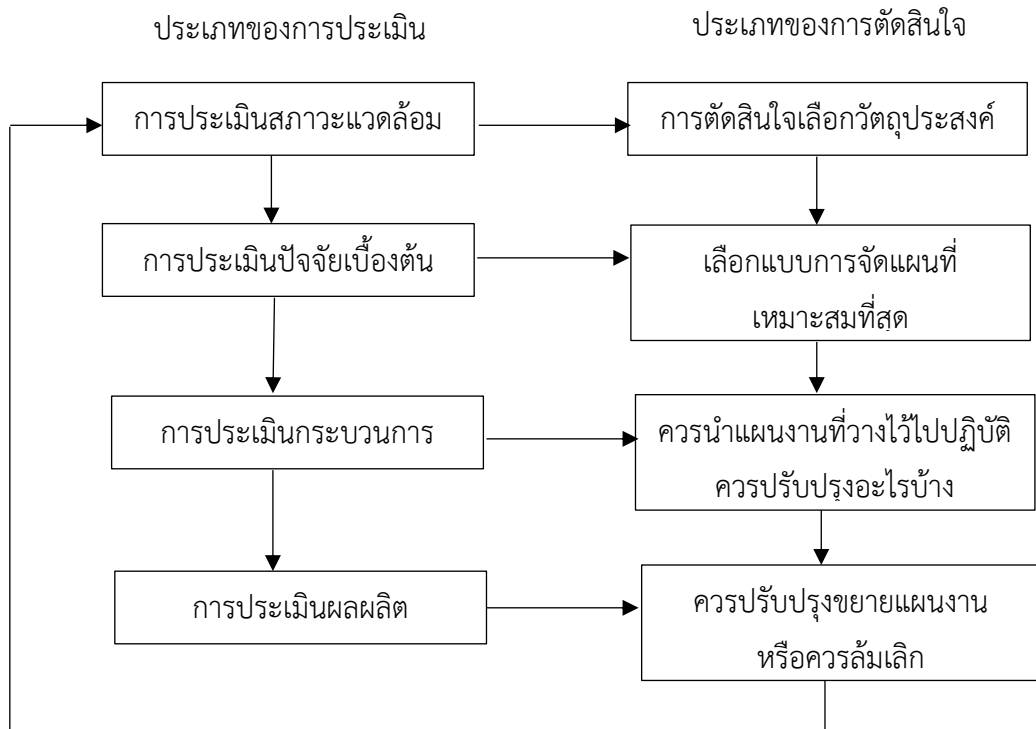 ประเภทของการประเมิน
ประเภทของการตัดสินใจ
การประเมินสภาวะแวดล้อม
การตัดสินใจเลือกวัตถุประสงค์
การประเมินปัจจัยเบื้องต้น
เลือกแบบการจัดแผนที่
เหมาะสมที่สุด
การประเมินกระบวนการ
ควรนำแผนงานที่วางไว้ไปปฏิบัติ
ควรปรับปรุงอะไรบ้าง
การประเมินผลผลิต
ควรปรับปรุงขยายแผนงาน
หรือควรล้มเลิก